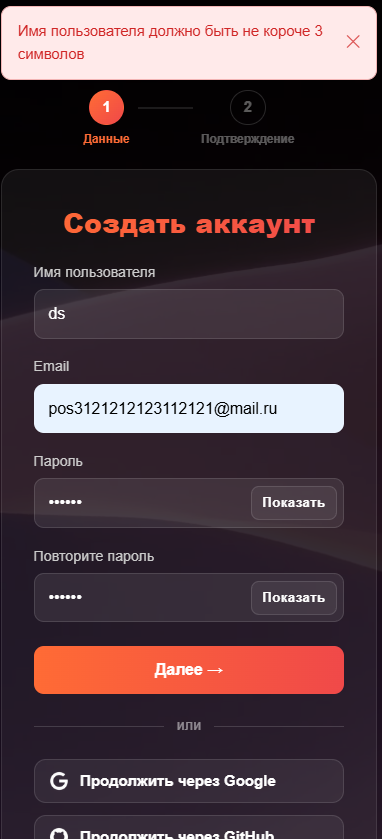 Имя пользователя должно быть не короче 3
символов
1
2
Данные
Подтверждение
Создать аккаунт
Имя пользователя
ds
Email
pos3121212123112121@mail.ru
Пароль
••••••
Показать
Повторите пароль
••••••
Показать
Далее →
или
Продолжить через Google
Продолжить через GitHub